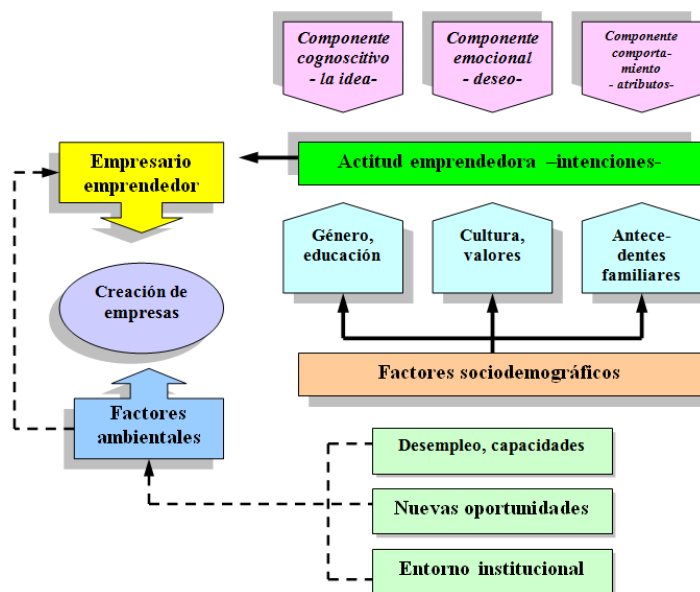 Componente
cognoscitivo
- la idea-
Componente
emocional
- deseo-
Componente
comporta-
miento
- atributos-
Empresario
emprendedor
Actitud emprendedora –intenciones-
Género,
educación
Cultura,
valores
Antece-
dentes
familiares
Creación de
empresas
Factores sociodemográficos
Factores
ambientales
Desempleo, capacidades
Nuevas oportunidades
Entorno institucional